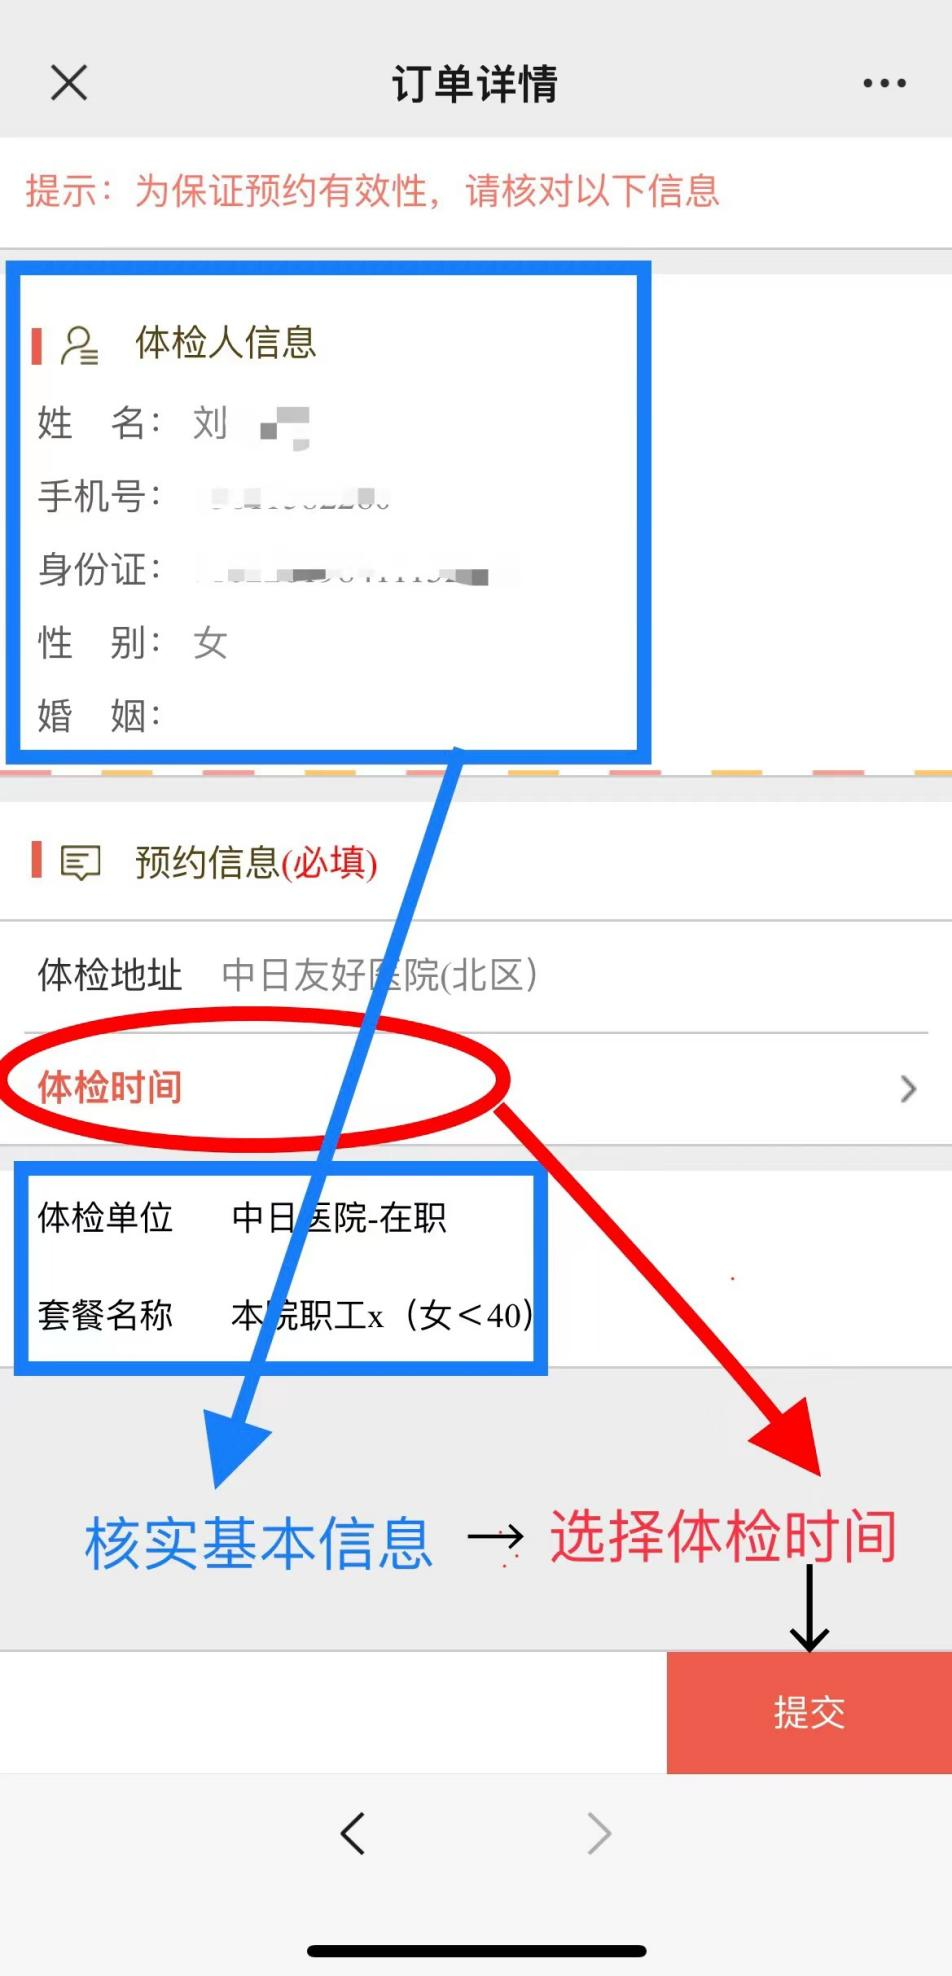 订单详情
提示：为保证预约有效性，请核对以下信息
体检人信息
姓 名：刘
手机号：
身份证：
性 别：女
婚 姻：
预约信息(必填)
体检地址 中日友好医院(北区）
体检时间
体检单位 中日医院-在职
套餐名称 本院职工x（女＜40）
核实基本信息 → 选择体检时间
提交